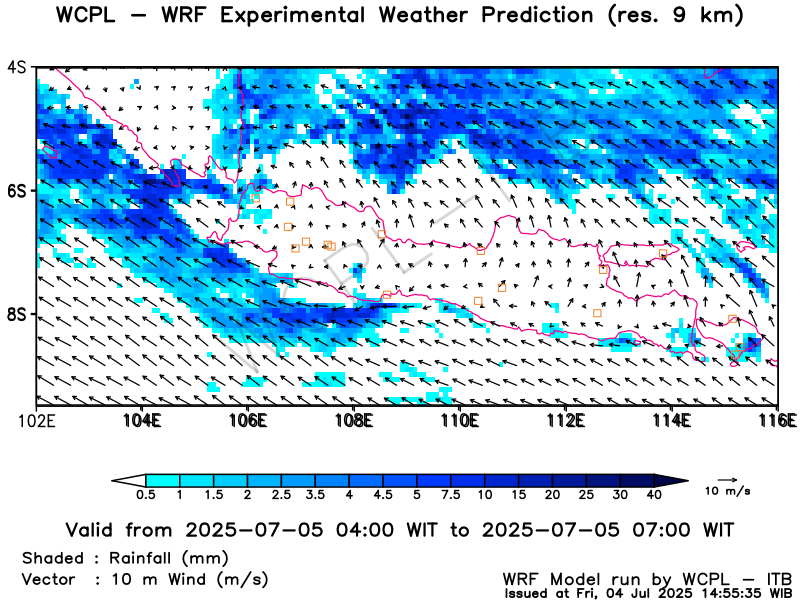 WCPL – WRF Experimental Weather Prediction (res. 9 km)
4S
6S
8S
102E 104E 106E 108E 110E 112E 114E 116E
WCPL-ITB
0.5 1 1.5 2 2.5 3.5 4 4.5 5 7.5 10 15 20 25 30 40
10 m/s
Valid from 2025-07-05 04:00 WIT to 2025-07-05 07:00 WIT
Shaded : Rainfall (mm)
Vector : 10 m Wind (m/s)
WRF Model run by WCPL – ITB
Issued at Fri, 04 Jul 2025 14:55:35 WIB